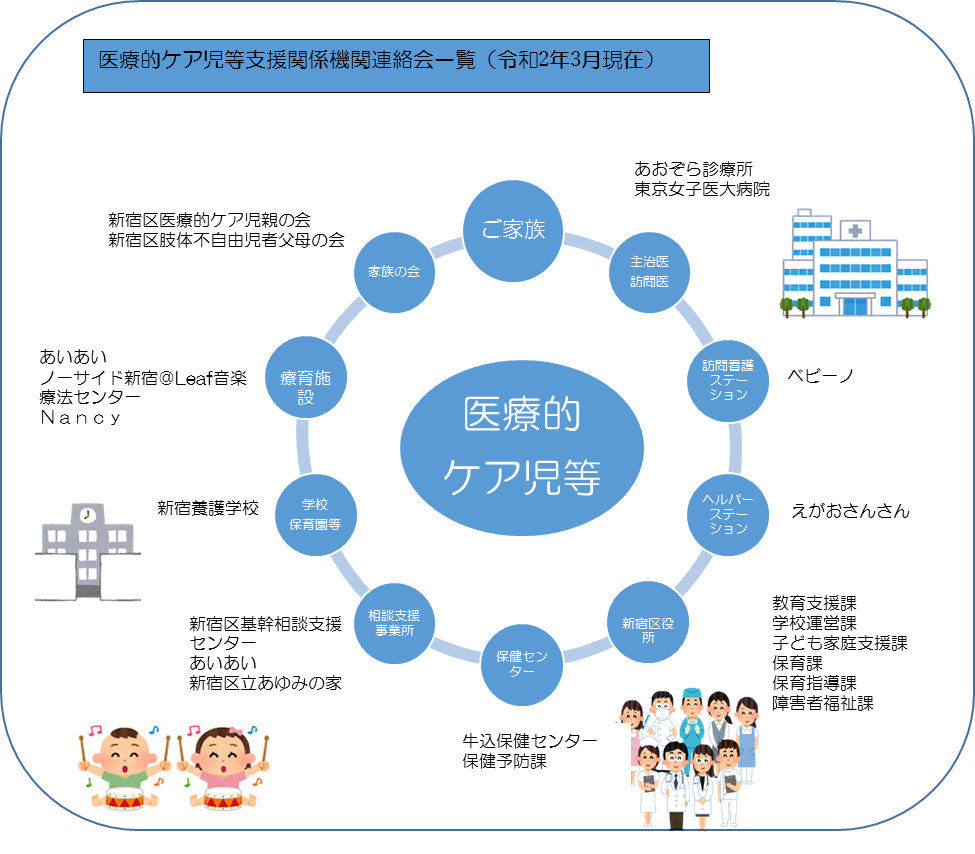 医療的ケア児等支援関係機関連絡会一覧（令和2年3月現在）
あおぞら診療所
東京女子医大病院
新宿区医療的ケア児親の会
新宿区肢体不自由児者父母の会
ご家族
家族の会
主治医
訪問医
あいあい
ノーサイド新宿＠Leaf音楽
療法センター
Ｎａｎｃｙ
療育施
設
訪問看護
ステー
ション
ベビーノ
医療的
ケア児等
新宿養護学校
学校
保育園等
ヘルパー
ステー
ション
えがおさんさん
新宿区基幹相談支援
センター
あいあい
新宿区立あゆみの家
相談支援
事業所
保健セン
ター
新宿区役
所
教育支援課
学校運営課
子ども家庭支援課
保育課
保育指導課
障害者福祉課
牛込保健センター
保健予防課